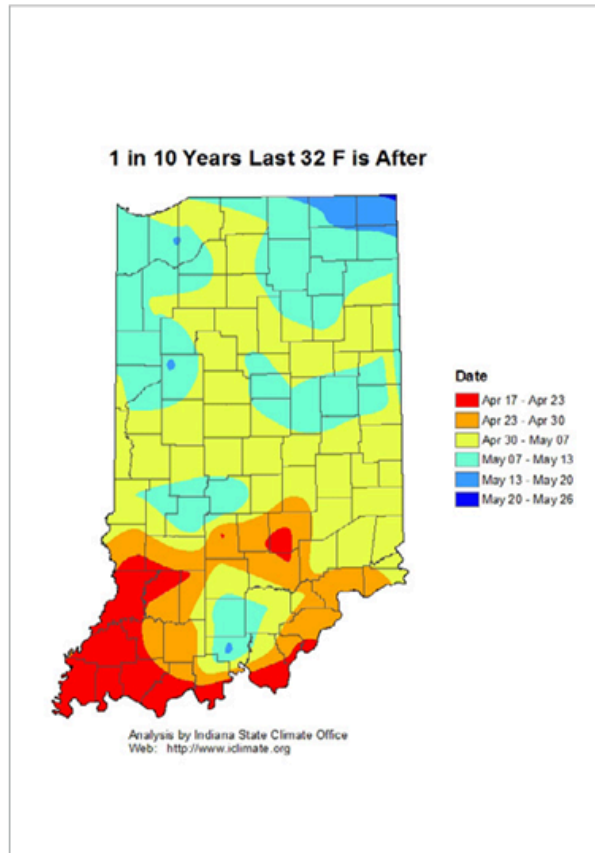 1 in 10 Years Last 32 F is After
Date
Apr 17 - Apr 23
Apr 23 - Apr 30
Apr 30 - May 07
May 07 - May 13
May 13 - May 20
May 20 - May 26
Analysis by Indiana State Climate Office
Web: http://www.iclimate.org